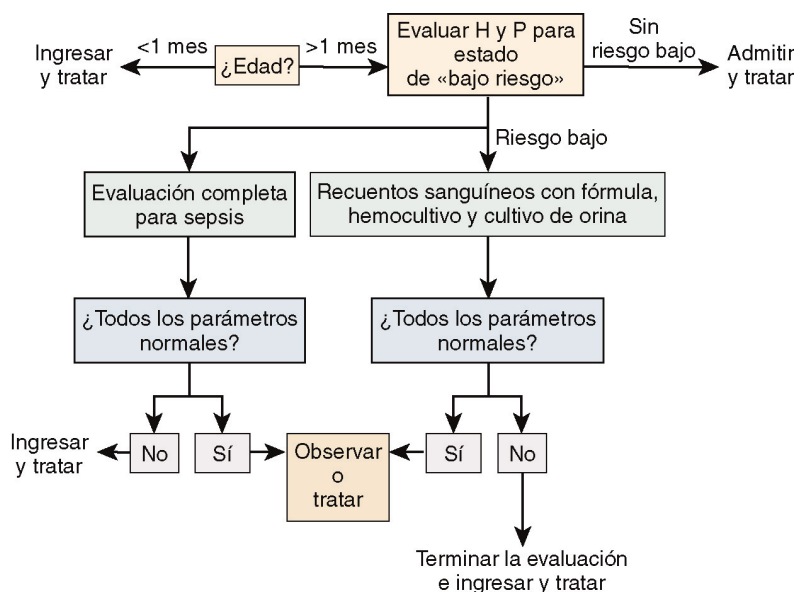 Ingresar
y tratar
<1 mes
¿Edad?
>1 mes
Evaluar H y P para
estado
de «bajo riesgo»
Sin
riesgo bajo
Admitir
y tratar
Riesgo bajo
Evaluación completa
para sepsis
Recuentos sanguíneos con fórmula,
hemocultivo y cultivo de orina
¿Todos los parámetros
normales?
¿Todos los parámetros
normales?
Ingresar
y tratar
No
Sí
Observar
o
tratar
Sí
No
Terminar la evaluación
e ingresar y tratar